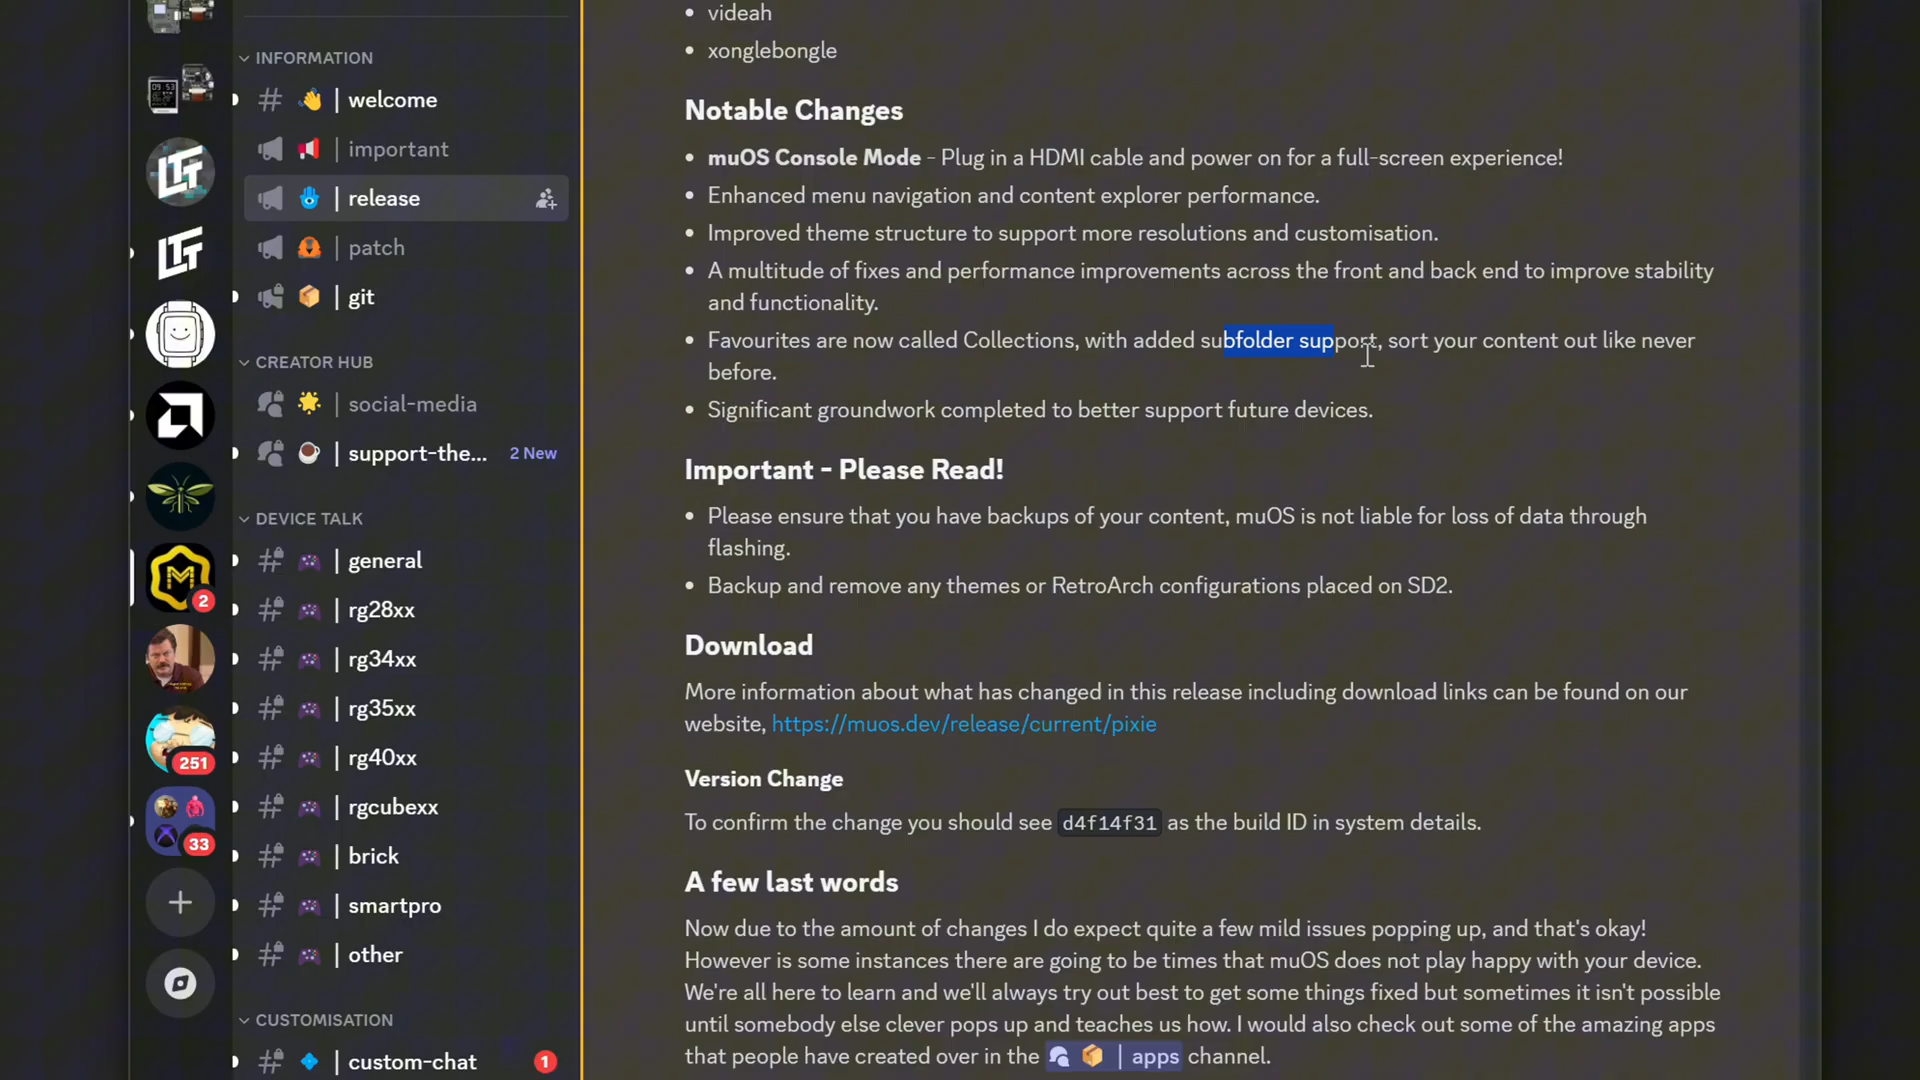 INFORMATION
| welcome
| important
| release
| patch
| git
CREATOR HUB
| social-media
| support-the... 2 New
DEVICE TALK
| general
| rg28xx
| rg34xx
| rg35xx
| rg40xx
| rgcubexx
| brick
| smartpro
| other
CUSTOMISATION
| custom-chat 1
09 53
LTT
LTT
M
2
251
33
• videah
• xonglebongle
Notable Changes
• muOS Console Mode - Plug in a HDMI cable and power on for a full-screen experience!
• Enhanced menu navigation and content explorer performance.
• Improved theme structure to support more resolutions and customisation.
• A multitude of fixes and performance improvements across the front and back end to improve stability
and functionality.
• Favourites are now called Collections, with added subfolder support, sort your content out like never
before.
• Significant groundwork completed to better support future devices.
Important - Please Read!
• Please ensure that you have backups of your content, muOS is not liable for loss of data through
flashing.
• Backup and remove any themes or RetroArch configurations placed on SD2.
Download
More information about what has changed in this release including download links can be found on our
website, https://muos.dev/release/current/pixie
Version Change
To confirm the change you should see d4f14f31 as the build ID in system details.
A few last words
Now due to the amount of changes I do expect quite a few mild issues popping up, and that's okay!
However is some instances there are going to be times that muOS does not play happy with your device.
We're all here to learn and we'll always try out best to get some things fixed but sometimes it isn't possible
until somebody else clever pops up and teaches us how. I would also check out some of the amazing apps
that people have created over in the | apps channel.